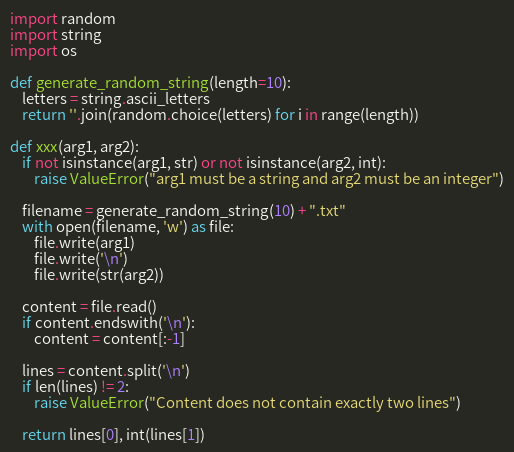 import random
import string
import os

def generate_random_string(length=10):
    letters = string.ascii_letters
    return ''.join(random.choice(letters) for i in range(length))

def xxx(arg1, arg2):
    if not isinstance(arg1, str) or not isinstance(arg2, int):
        raise ValueError("arg1 must be a string and arg2 must be an integer")

    filename = generate_random_string(10) + ".txt"
    with open(filename, 'w') as file:
        file.write(arg1)
        file.write('\n')
        file.write(str(arg2))

    content = file.read()
    if content.endswith('\n'):
        content = content[:-1]

    lines = content.split('\n')
    if len(lines) != 2:
        raise ValueError("Content does not contain exactly two lines")

    return lines[0], int(lines[1])